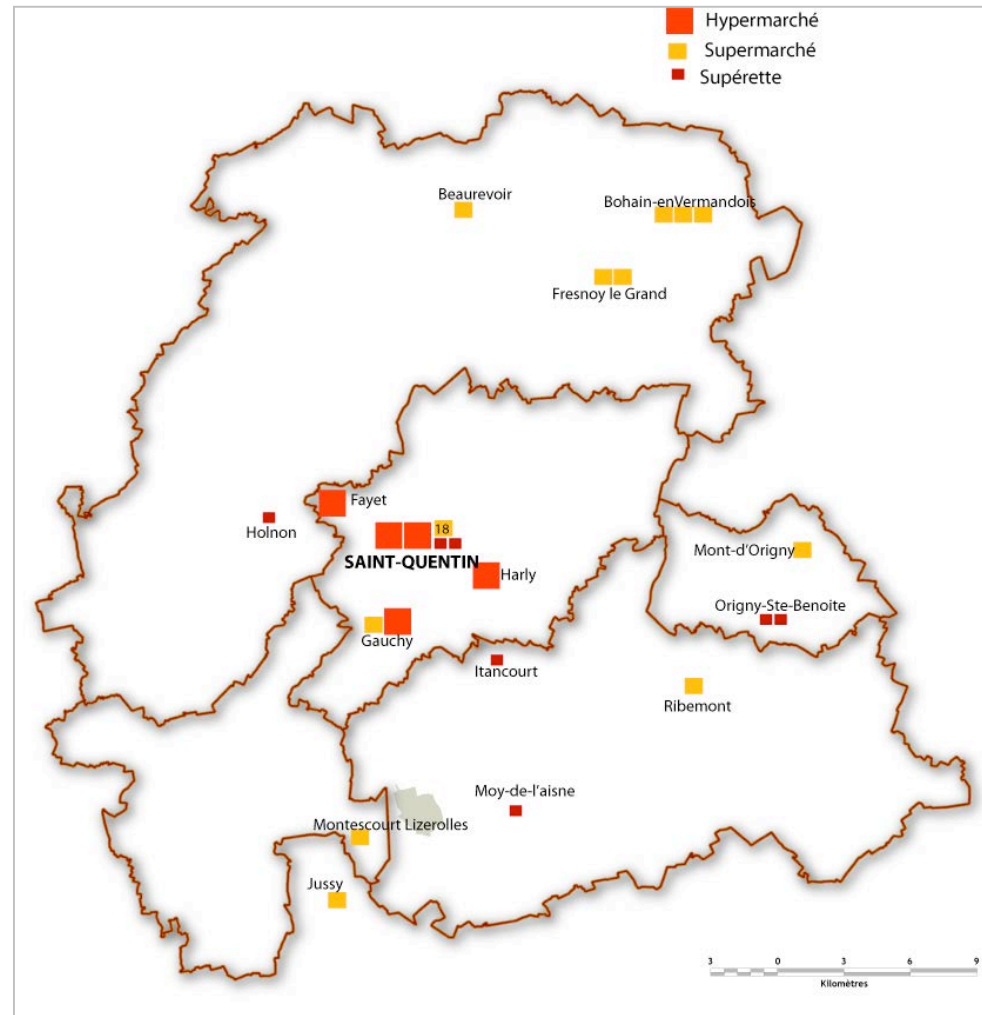 Hypermarché
Supermarché
Supérette
Beaurevoir
Bohain-enVermandois
Fresnoy le Grand
Fayet
Holnon
18
SAINT-QUENTIN
Harly
Mont-d'Origny
Origny-Ste-Benoite
Gauchy
Itancourt
Ribemont
Moy-de-l'aisne
Montescourt Lizerolles
Jussy
3 0 3 6 9
Kilomètres